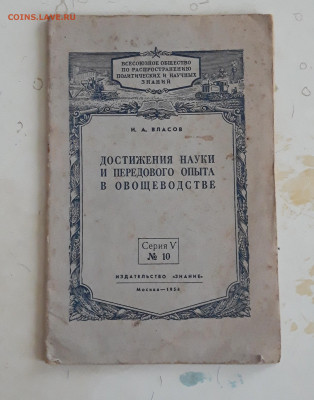 COINS.LAVE.RU
ВСЕСОЮЗНОЕ ОБЩЕСТВО
ПО РАСПРОСТРАНЕНИЮ
ПОЛИТИЧЕСКИХ И НАУЧНЫХ
ЗНАНИЙ
И. А. ВЛАСОВ
ДОСТИЖЕНИЯ НАУКИ
И ПЕРЕДОВОГО ОПЫТА
В ОВОЩЕВОДСТВЕ
Серия V
№ 10
ИЗДАТЕЛЬСТВО «ЗНАНИЕ»
Москва—1956